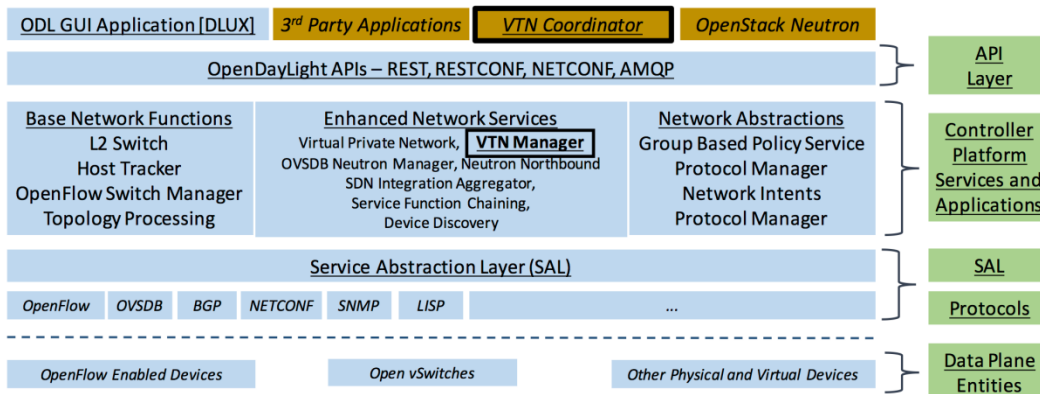 ODL GUI Application [DLUX]
3rd Party Applications
VTN Coordinator
OpenStack Neutron
OpenDayLight APIs – REST, RESTCONF, NETCONF, AMQP
API
Layer
Base Network Functions
L2 Switch
Host Tracker
OpenFlow Switch Manager
Topology Processing
Enhanced Network Services
Virtual Private Network, VTN Manager
OVSDB Neutron Manager, Neutron Northbound
SDN Integration Aggregator,
Service Function Chaining,
Device Discovery
Network Abstractions
Group Based Policy Service
Protocol Manager
Network Intents
Protocol Manager
Controller
Platform
Services and
Applications
Service Abstraction Layer (SAL)
SAL
OpenFlow
OVSDB
BGP
NETCONF
SNMP
LISP
...
Protocols
OpenFlow Enabled Devices
Open vSwitches
Other Physical and Virtual Devices
Data Plane
Entities